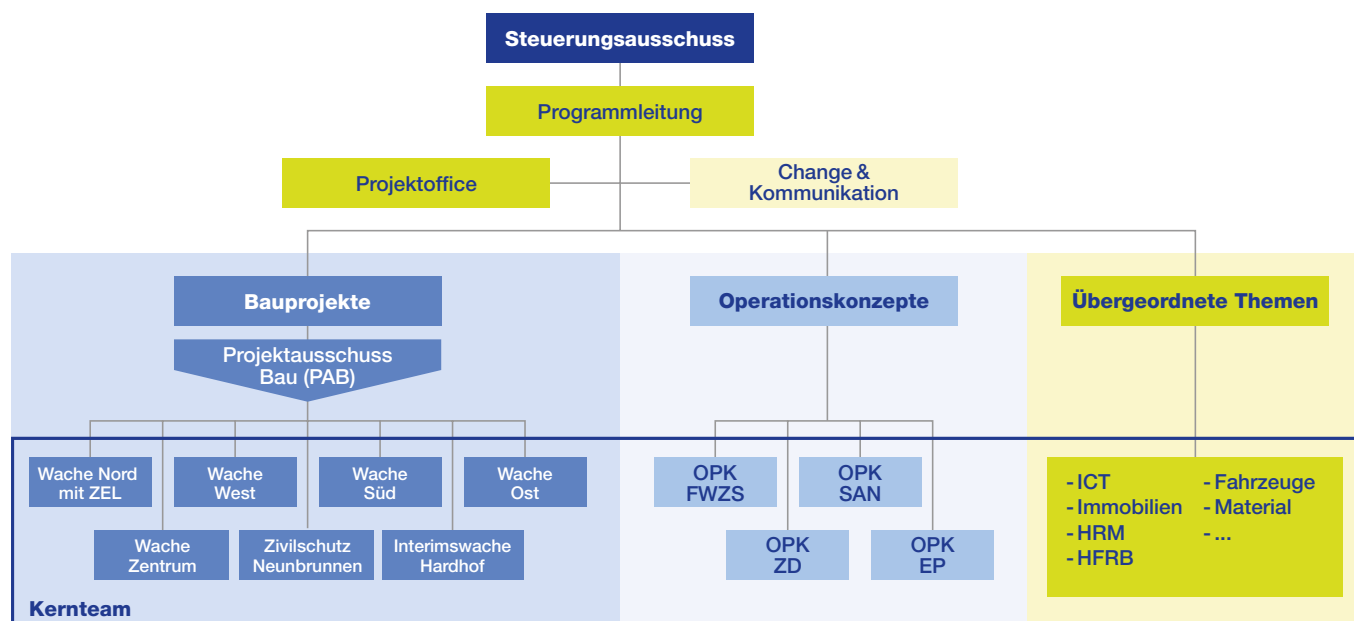 Steuerungsausschuss
Programmleitung
Projektoffice
Change &
Kommunikation
Bauprojekte
Operationskonzepte
Übergeordnete Themen
Projektausschuss
Bau (PAB)
Wache Nord
mit ZEL
Wache
West
Wache
Süd
Wache
Ost
Wache
Zentrum
Zivilschutz
Neunbrunnen
Interimswache
Hardhof
OPK
FWZS
OPK
SAN
OPK
ZD
OPK
EP
- ICT
- Immobilien
- HRM
- HFRB
- Fahrzeuge
- Material
- ...
Kernteam